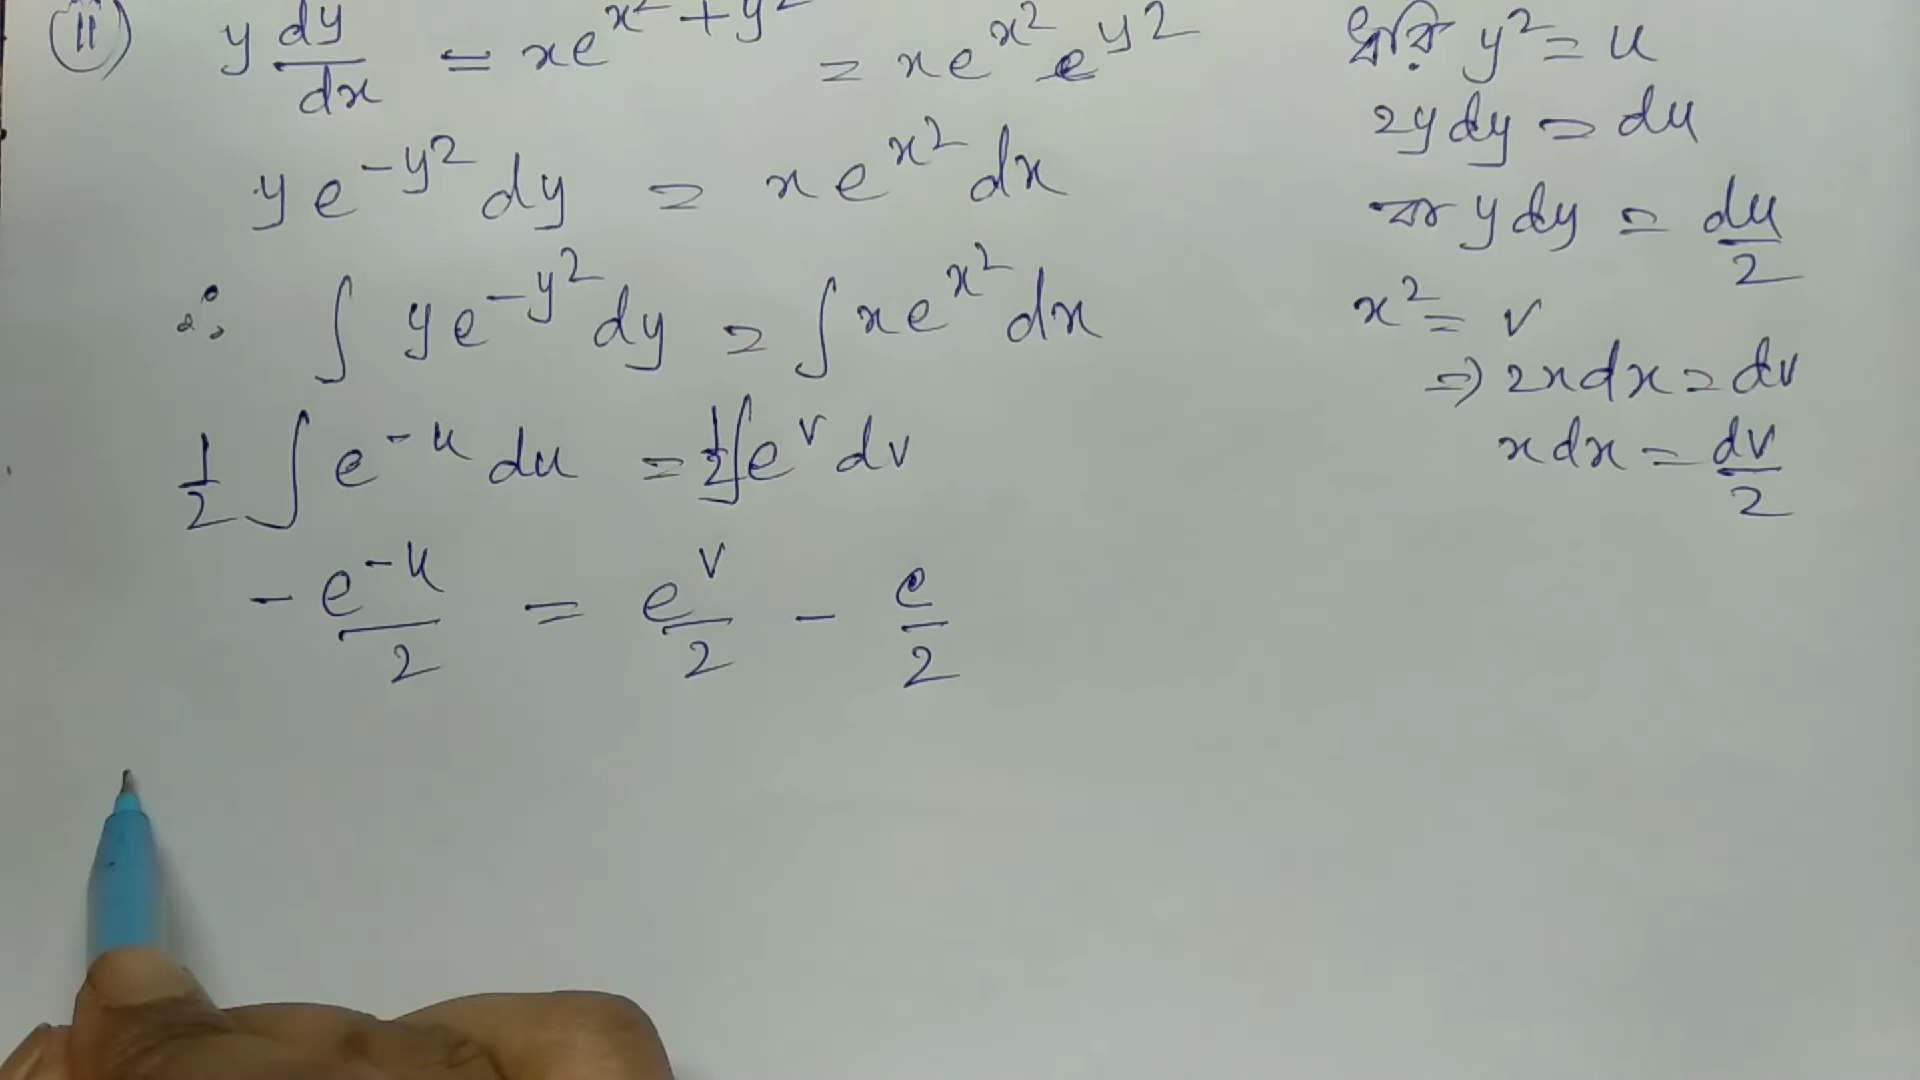 (ii) y dy/dx = xe^(x²+y²) = xe^(x²) e^(y²)
ye^(-y²) dy = xe^(x²) dx
∴ ∫ ye^(-y²) dy = ∫ xe^(x²) dx
1/2 ∫ e^(-u) du = 1/2 ∫ e^v dv
- e^(-u)/2 = e^v/2 - c/2
ধরি y² = u
2y dy = du
বা y dy = du/2
x² = v
⇒ 2x dx = dv
x dx = dv/2